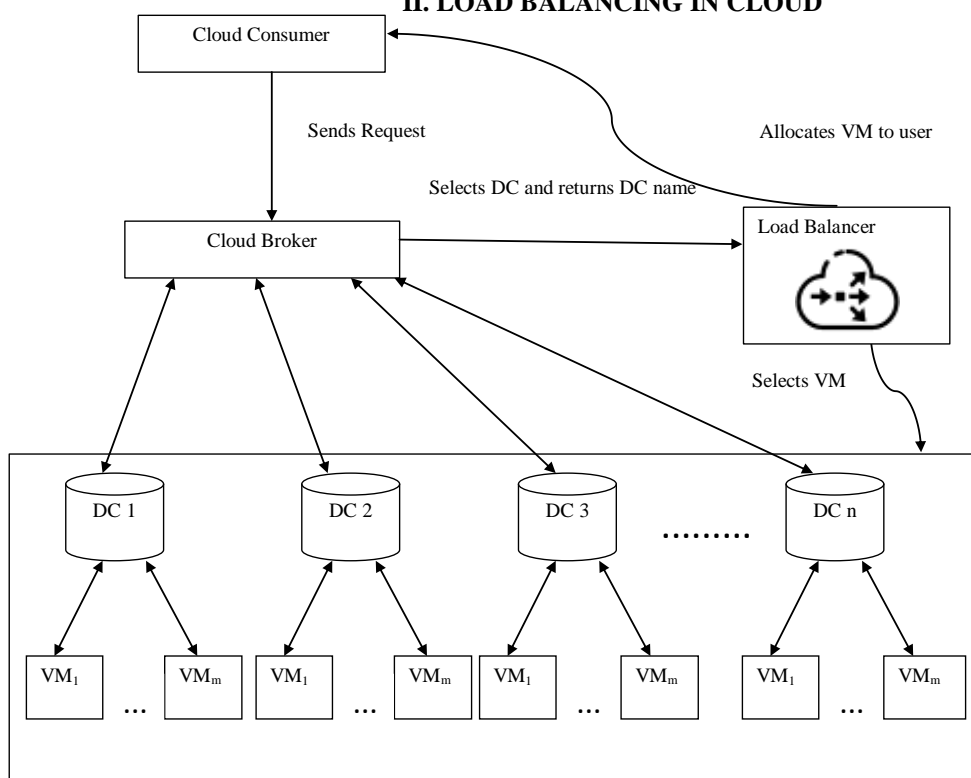 II. LOAD BALANCING IN CLOUD
Cloud Consumer
Sends Request
Allocates VM to user
Selects DC and returns DC name
Load Balancer
Cloud Broker
Selects VM
DC 1
DC 2
DC 3
.........
DC n
VM₁
...
VMₘ
VM₁
...
VMₘ
VM₁
...
VMₘ
VM₁
...
VMₘ